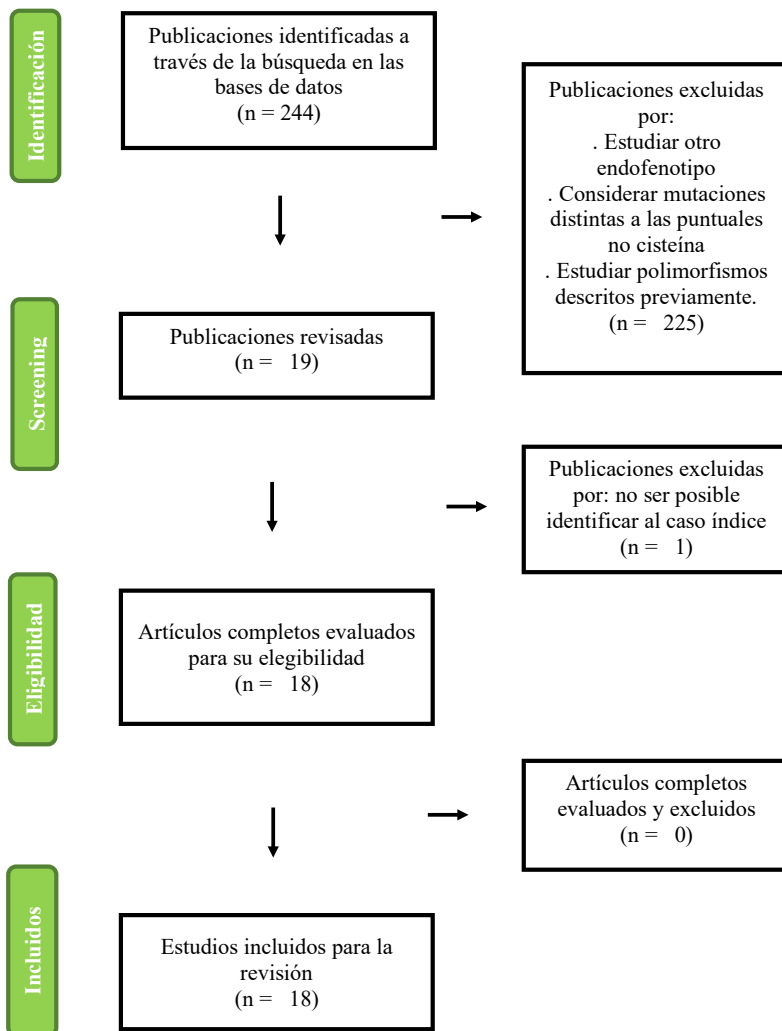 Identificación
Publicaciones identificadas a
través de la búsqueda en las
bases de datos
(n = 244)
Publicaciones excluidas
por:
. Estudiar otro
endofenotipo
. Considerar mutaciones
distintas a las puntuales
no cisteína
. Estudiar polimorfismos
descritos previamente.
(n = 225)
Screening
Publicaciones revisadas
(n = 19)
Publicaciones excluidas
por: no ser posible
identificar al caso índice
(n = 1)
Eligibilidad
Artículos completos evaluados
para su elegibilidad
(n = 18)
Artículos completos
evaluados y excluidos
(n = 0)
Incluidos
Estudios incluidos para la
revisión
(n = 18)